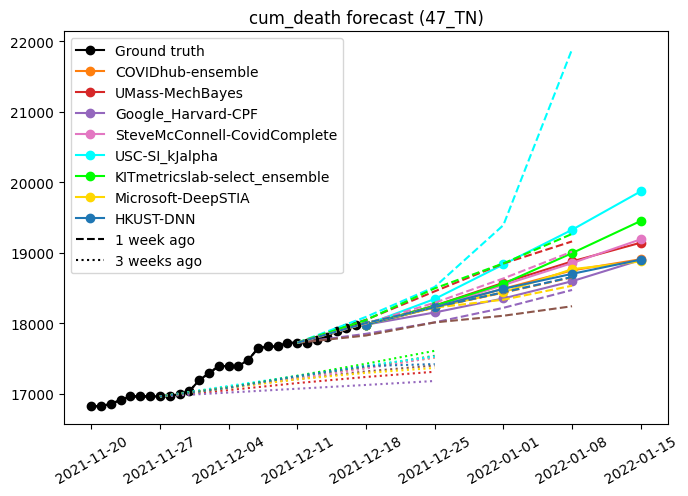 cum_death forecast (47_TN)
22000
21000
20000
19000
18000
17000
Ground truth
COVIDhub-ensemble
UMass-MechBayes
Google_Harvard-CPF
SteveMcConnell-CovidComplete
USC-SI_kJalpha
KITmetricslab-select_ensemble
Microsoft-DeepSTIA
HKUST-DNN
1 week ago
3 weeks ago
2021-11-20
2021-11-27
2021-12-04
2021-12-11
2021-12-18
2021-12-25
2022-01-01
2022-01-08
2022-01-15